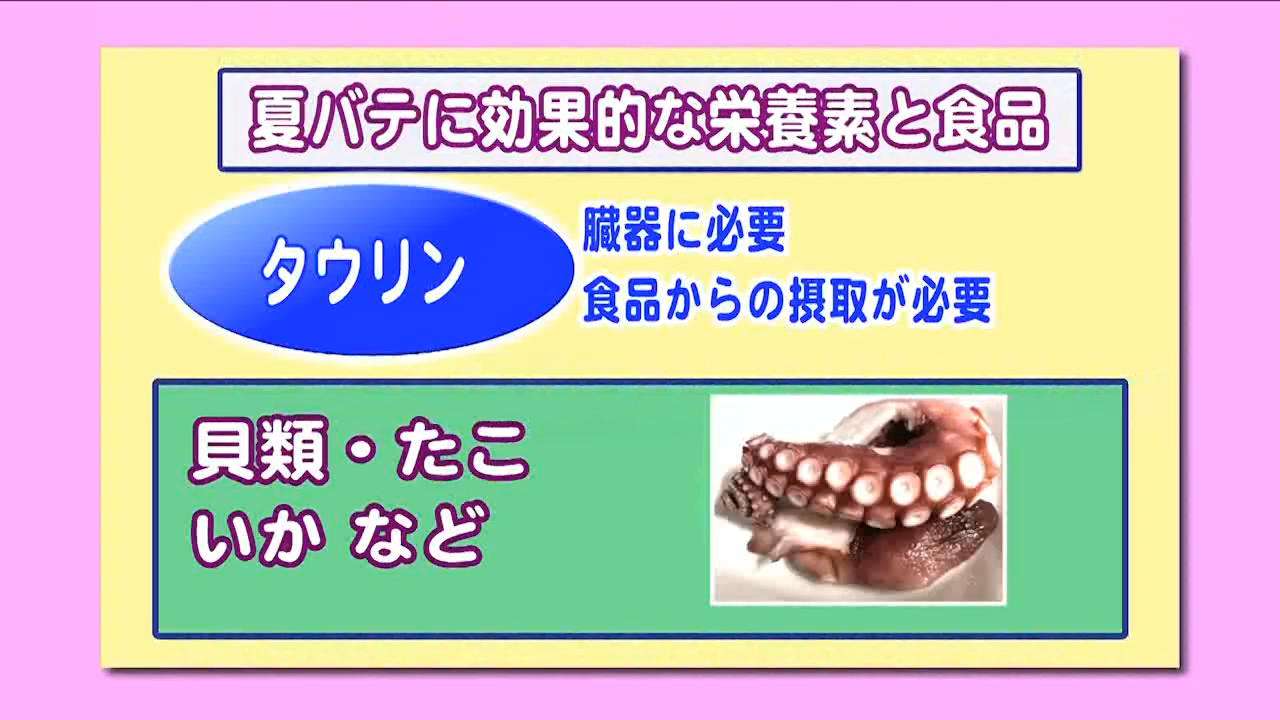 夏バテに効果的な栄養素と食品
タウリン
臓器に必要
食品からの摂取が必要
貝類・たこ
いか など